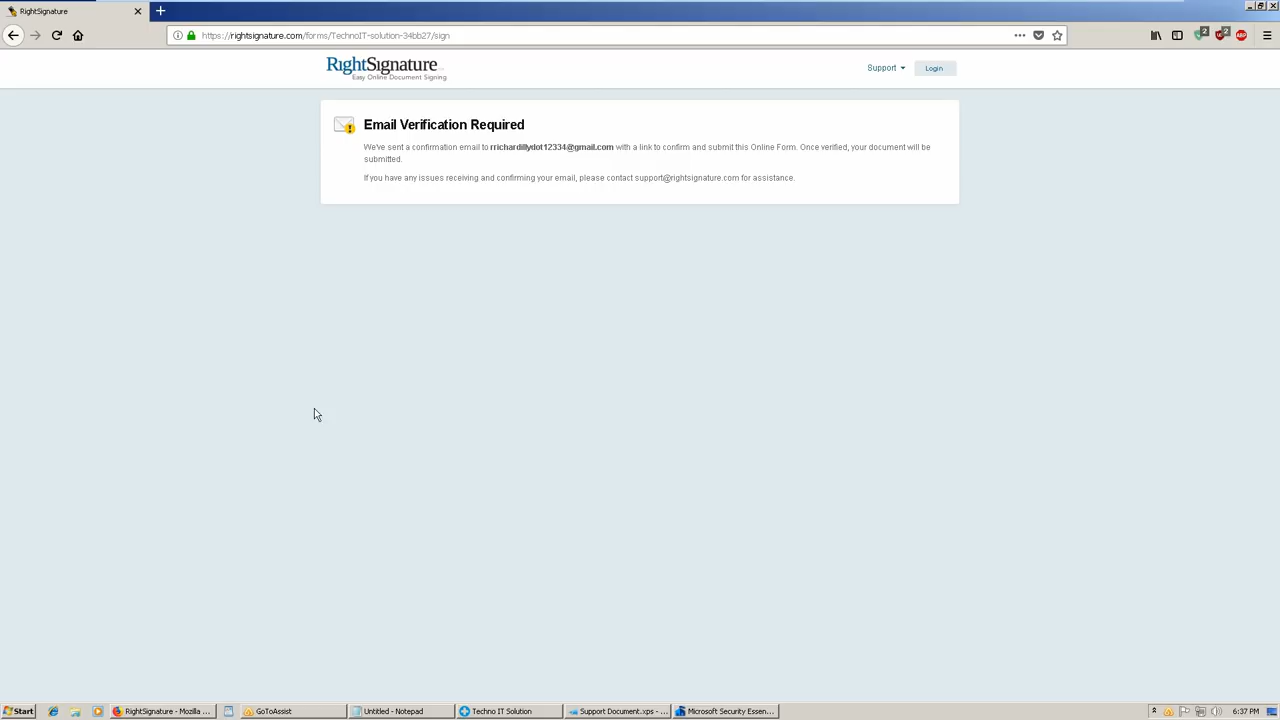 RightSignature
https://rightsignature.com/forms/TechnoIT-solution-34bb27/sign
2
2
ABP
RightSignature
Easy Online Document Signing
Support
Login
Email Verification Required
We've sent a confirmation email to rrichardillydot12334@gmail.com with a link to confirm and submit this Online Form. Once verified, your document will be
submitted.
If you have any issues receiving and confirming your email, please contact support@rightsignature.com for assistance.
Start
RightSignature - Mozilla ...
GoToAssist
Untitled - Notepad
Techno IT Solution
Support Document.xps - ...
Microsoft Security Essen...
6:37 PM